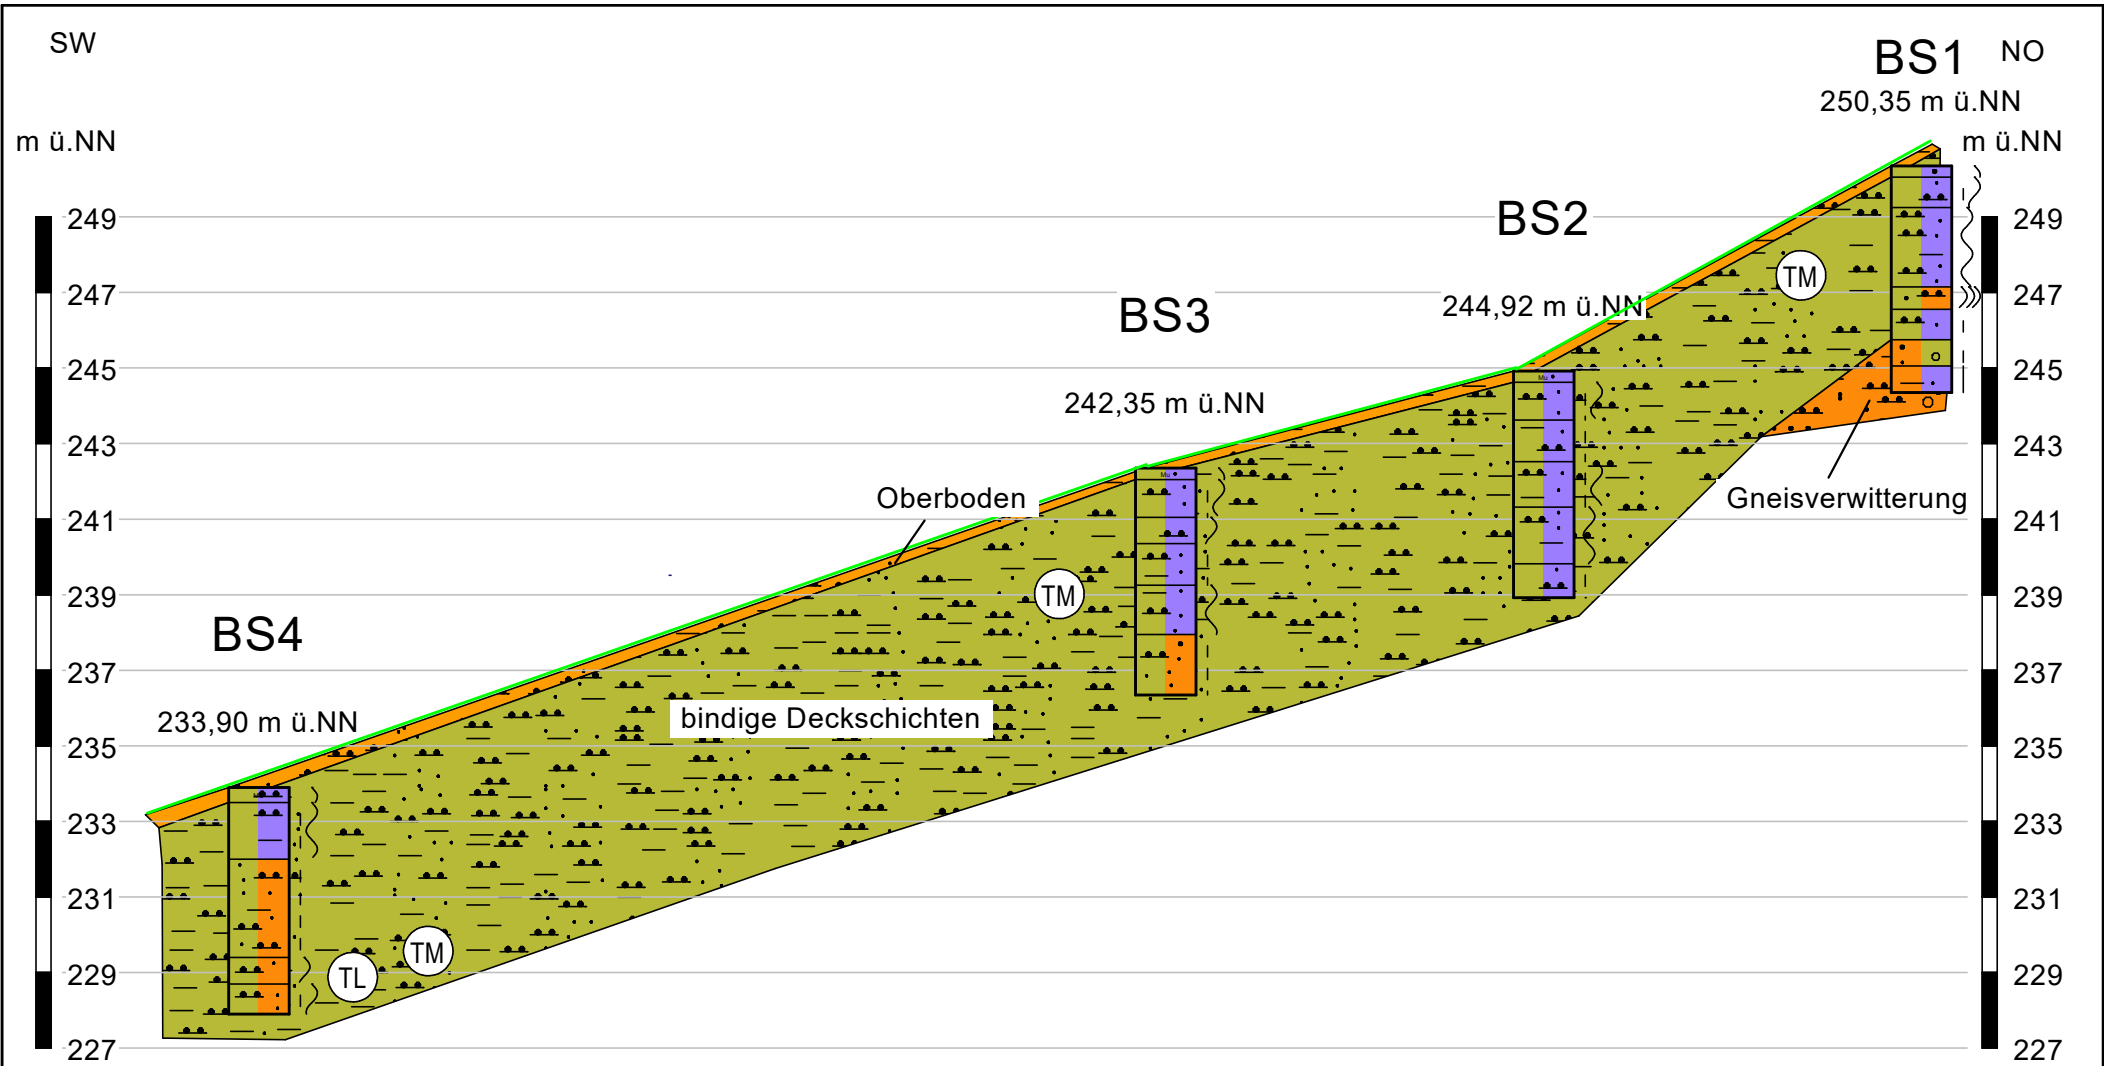 SW
BS1 NO
250,35 m ü.NN
m ü.NN m ü.NN
249 BS2 249
TM
247 BS3 244,92 m ü.NN 247
245 245
242,35 m ü.NN
243 243
Oberboden Gneisverwitterung
241 241
239 TM 239
BS4
237 237
233,90 m ü.NN bindige Deckschichten
235 235
233 233
231 231
TM
229 TL 229
227 227